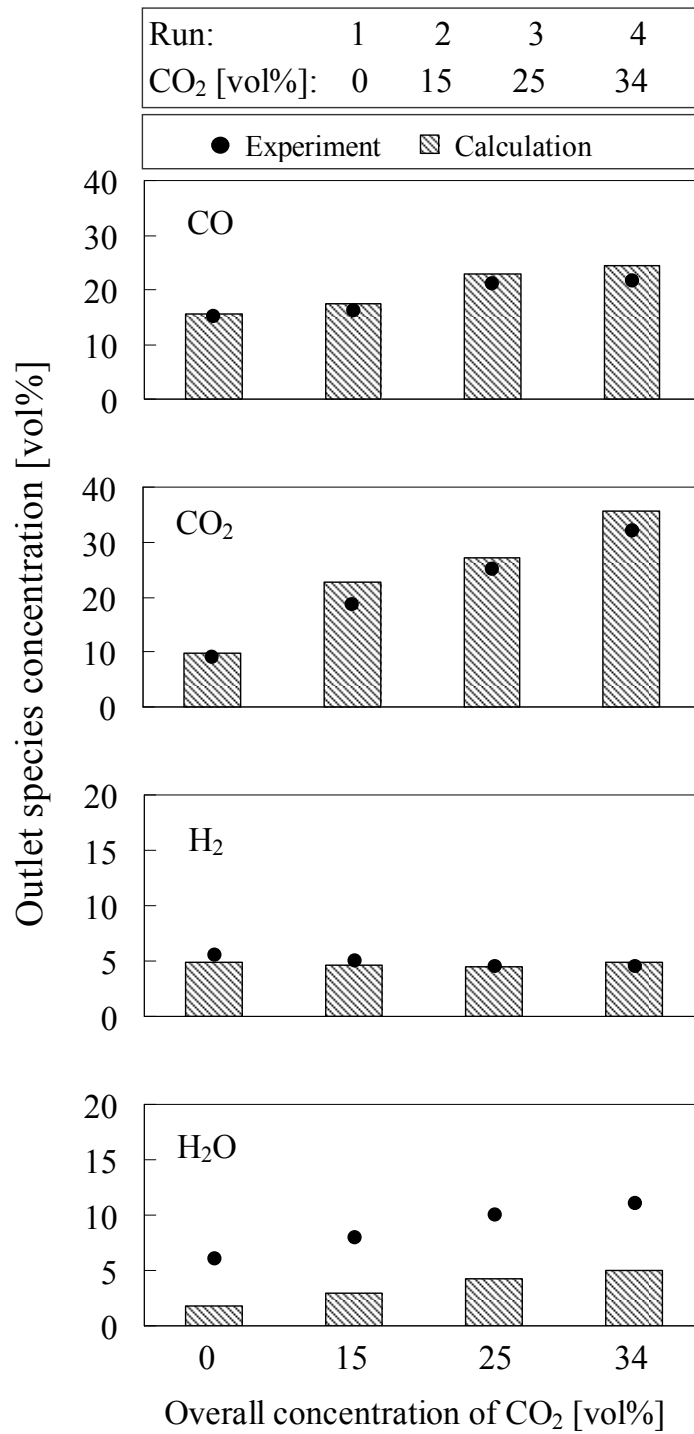 Run: 1 2 3 4
CO₂ [vol%]: 0 15 25 34
Experiment Calculation
Outlet species concentration [vol%]
40
CO
30
20
10
0
40
CO₂
30
20
10
0
20
15
H₂
10
5
0
20
H₂O
15
10
5
0
0 15 25 34
Overall concentration of CO₂ [vol%]